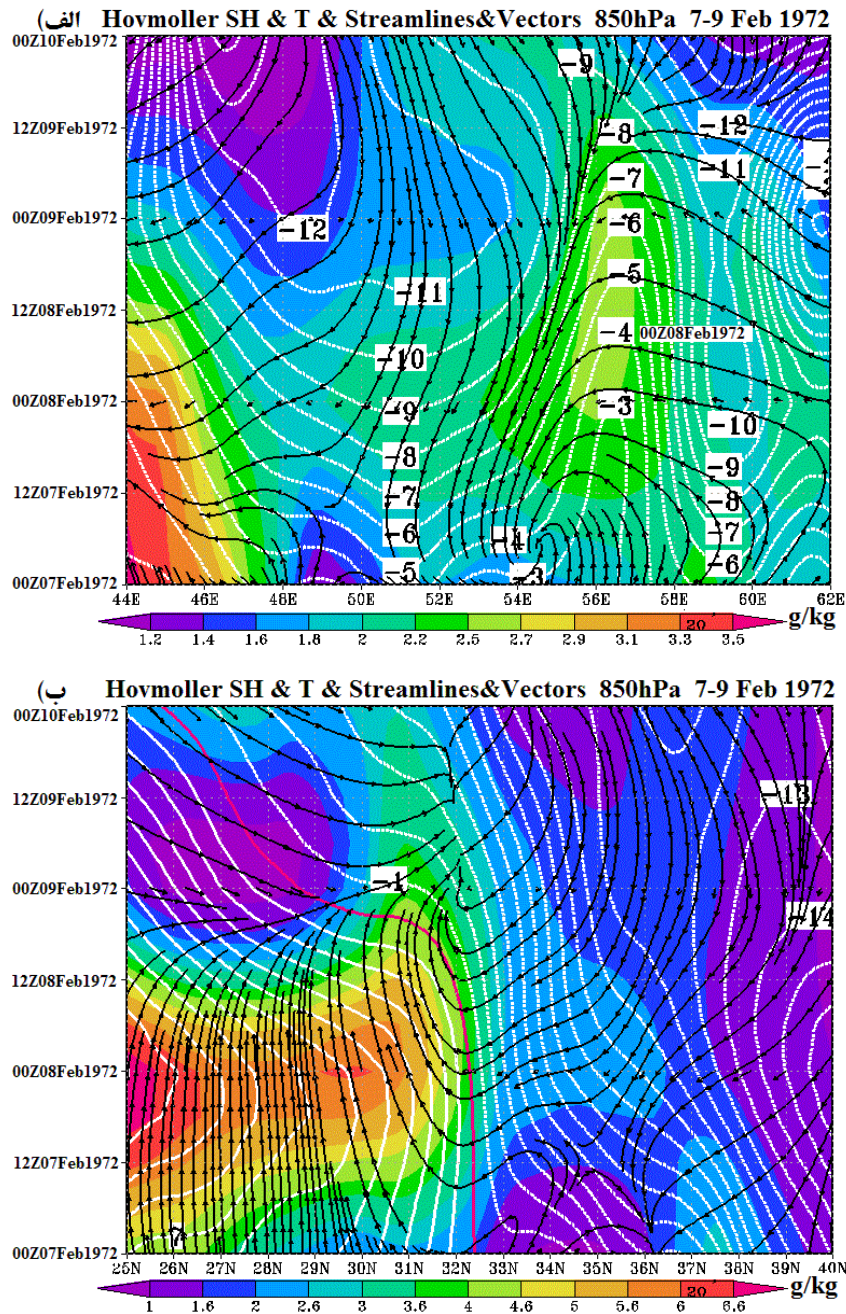 الف) Hovmoller SH & T & Streamlines&Vectors 850hPa 7-9 Feb 1972
00Z10Feb1972
-9
-8
-12
12Z09Feb1972
-7
-11
00Z09Feb1972
-12
-6
-11
-5
12Z08Feb1972
-4
00Z08Feb1972
-10
00Z08Feb1972
-9
-3
-10
-8
-9
12Z07Feb1972
-7
-8
-6
-4
-7
-5
-3
-6
00Z07Feb1972
44E 46E 48E 50E 52E 54E 56E 58E 60E 62E
1.2 1.4 1.6 1.8 2 2.2 2.5 2.7 2.9 3.1 3.3 3.5 g/kg
20
ب) Hovmoller SH & T & Streamlines&Vectors 850hPa 7-9 Feb 1972
00Z10Feb1972
12Z09Feb1972
-13
00Z09Feb1972
-1
-14
12Z08Feb1972
00Z08Feb1972
12Z07Feb1972
7
00Z07Feb1972
25N 26N 27N 28N 29N 30N 31N 32N 33N 34N 35N 36N 37N 38N 39N 40N
1 1.6 2 2.6 3 3.6 4 4.6 5 5.6 6 6.6 g/kg
20